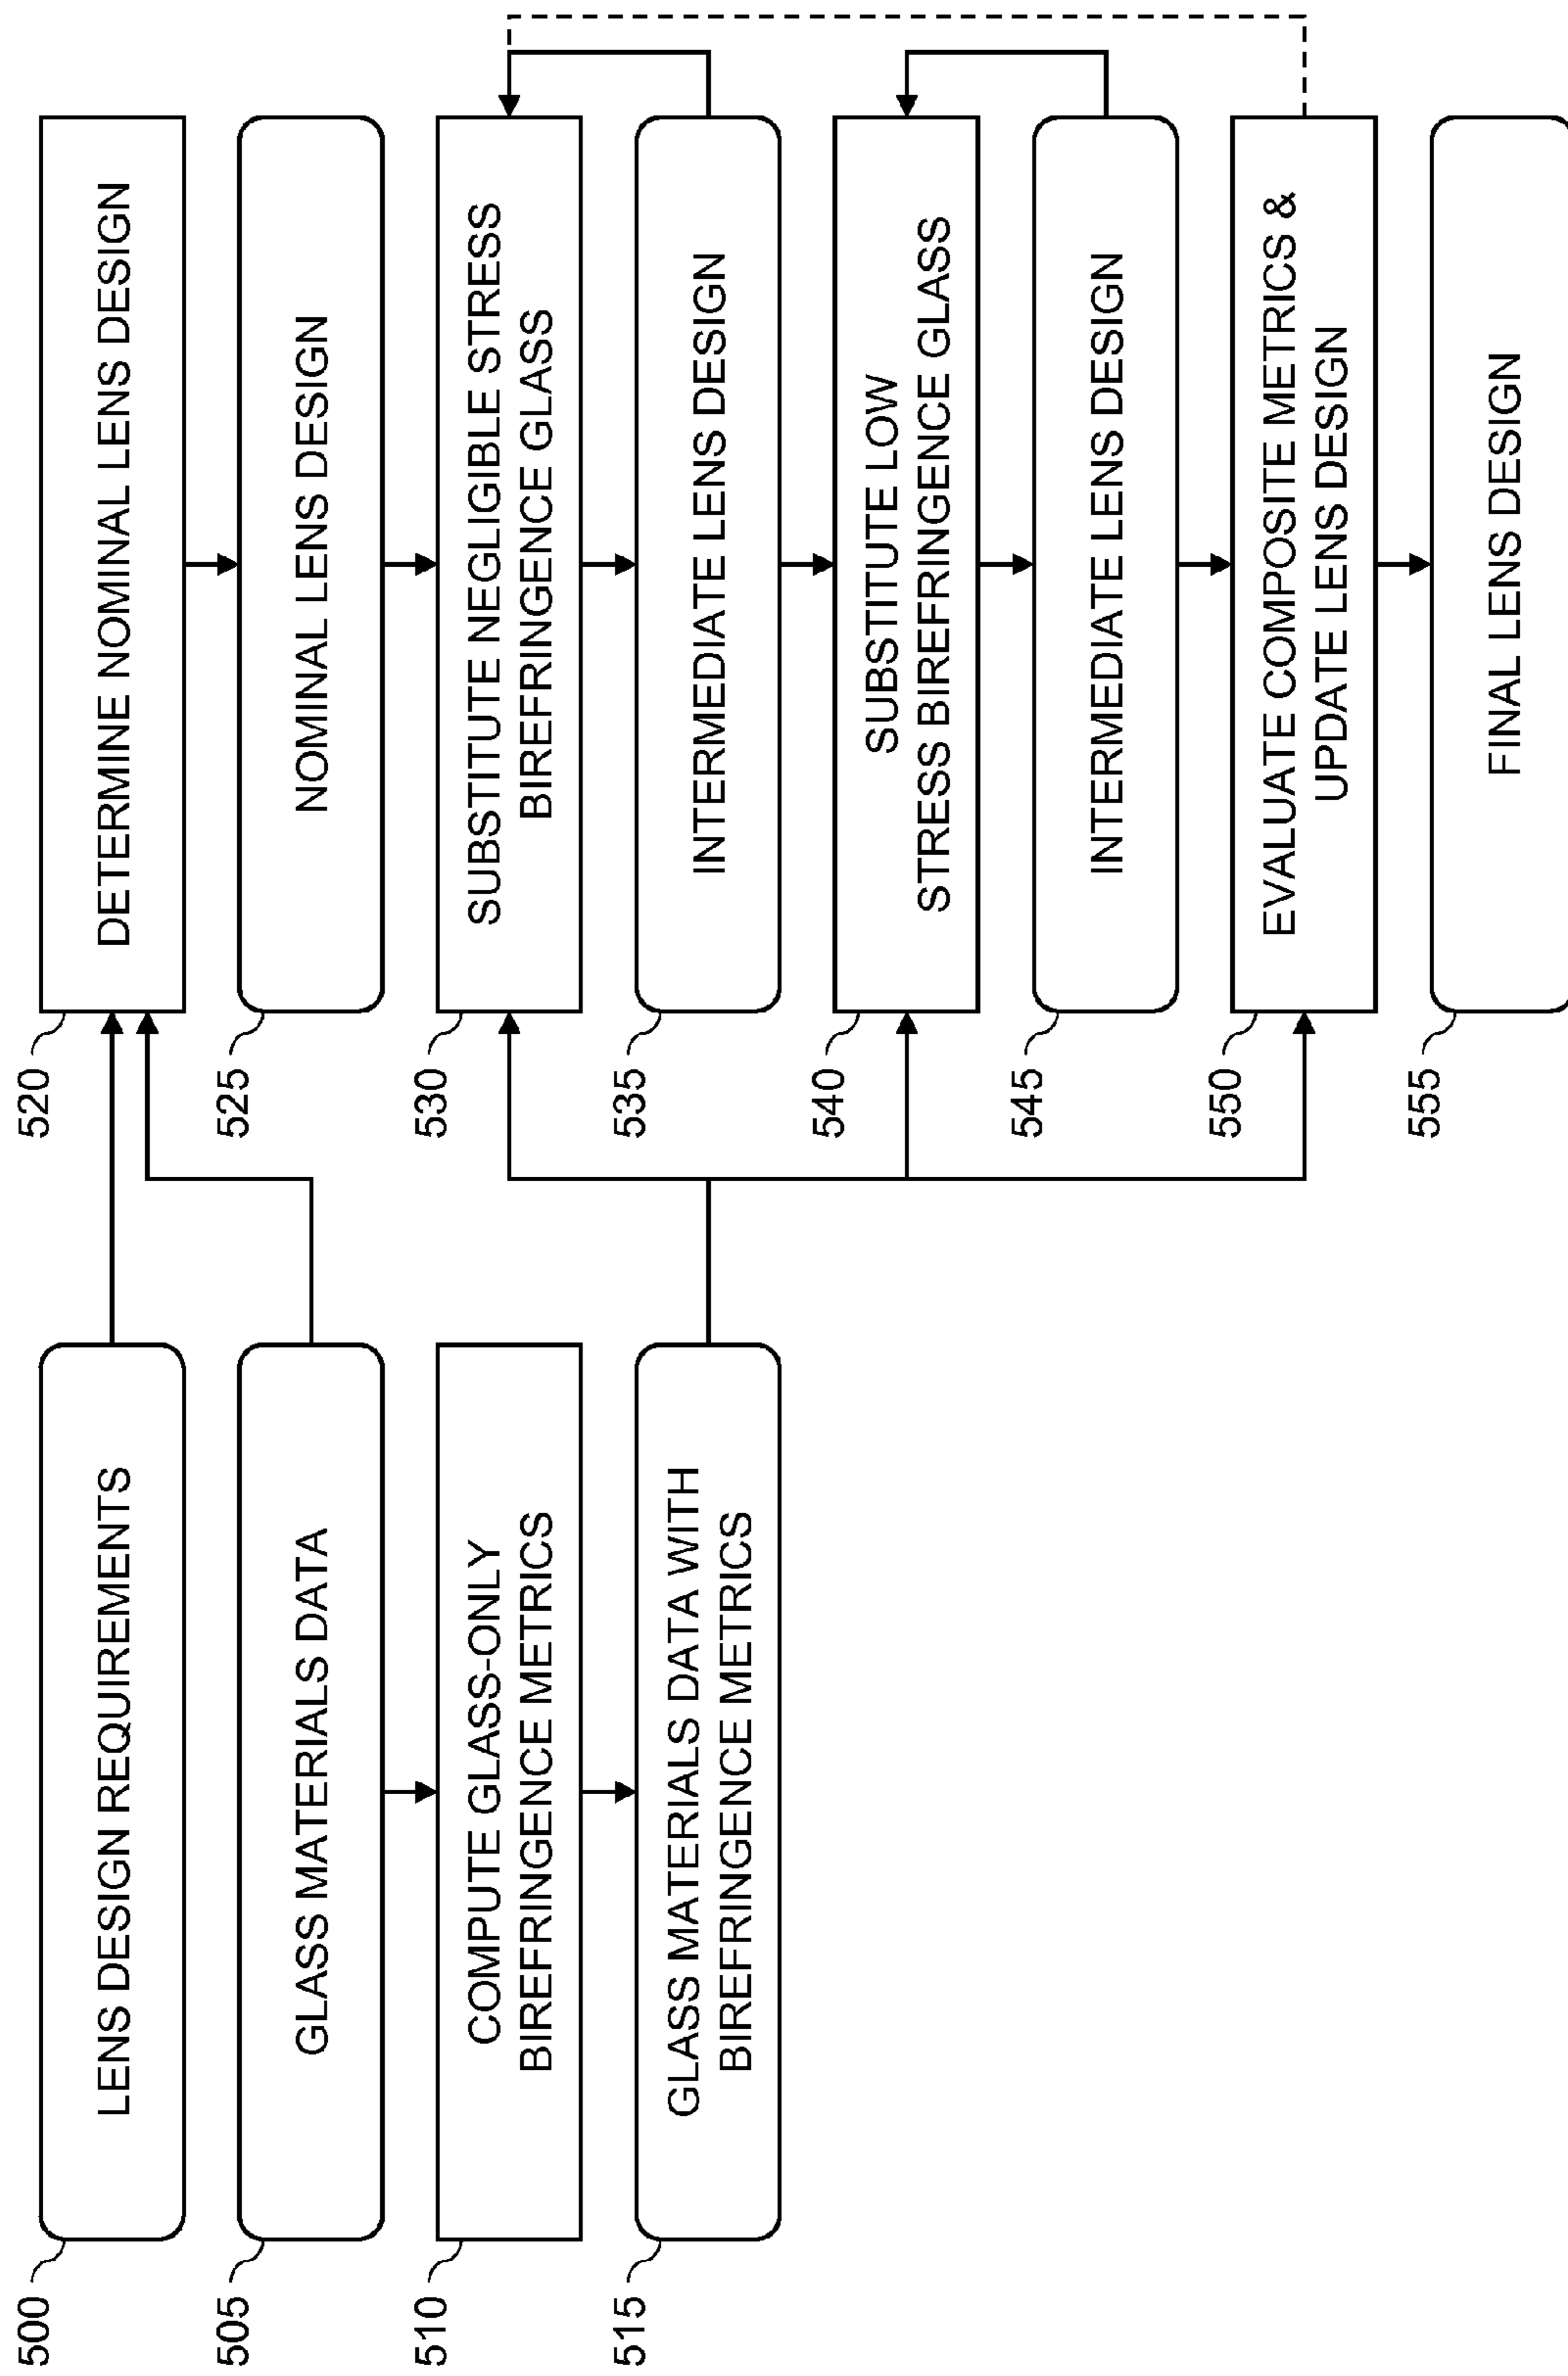 500
LENS DESIGN REQUIREMENTS
505
GLASS MATERIALS DATA
510
COMPUTE GLASS-ONLY
BIREFRINGENCE METRICS
515
GLASS MATERIALS DATA WITH
BIREFRINGENCE METRICS
520
DETERMINE NOMINAL LENS DESIGN
525
NOMINAL LENS DESIGN
530
SUBSTITUTE NEGLIGIBLE STRESS
BIREFRINGENCE GLASS
535
INTERMEDIATE LENS DESIGN
540
SUBSTITUTE LOW
STRESS BIREFRINGENCE GLASS
545
INTERMEDIATE LENS DESIGN
550
EVALUATE COMPOSITE METRICS &
UPDATE LENS DESIGN
555
FINAL LENS DESIGN